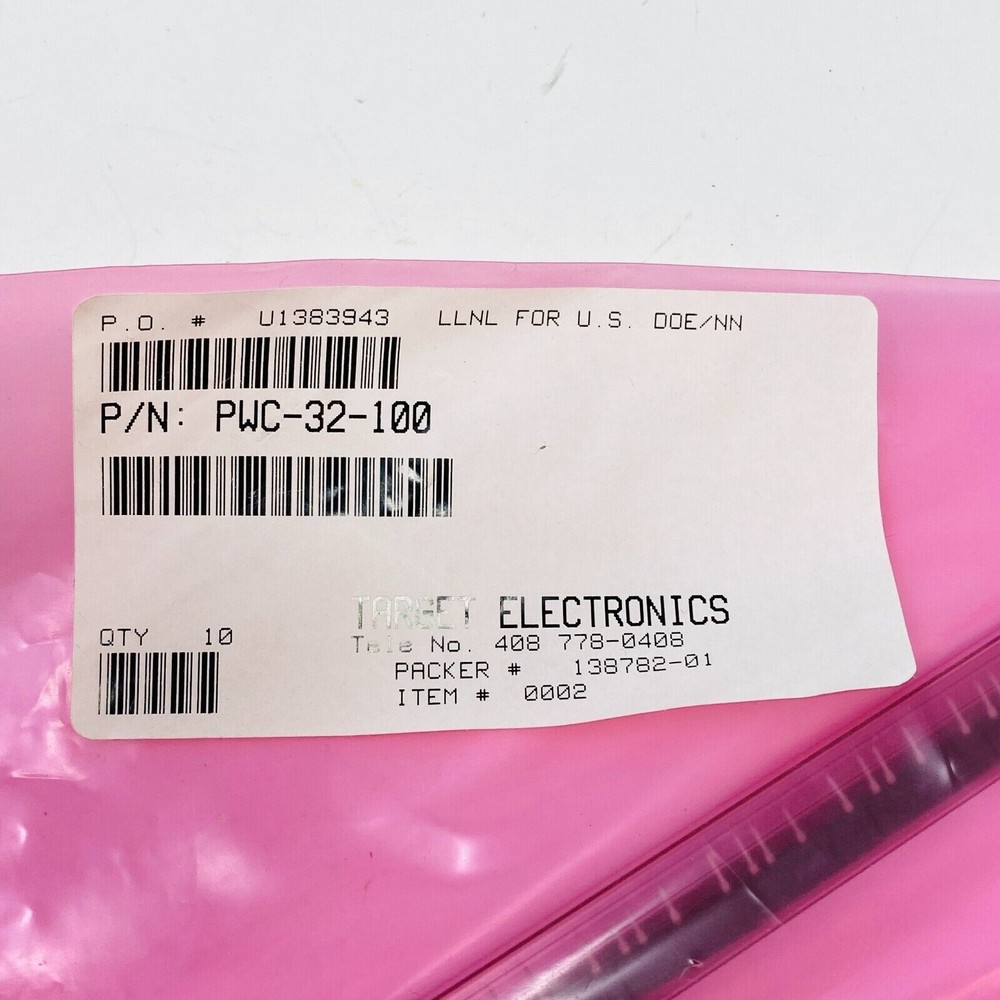 P.O. # U1383943 LLNL FOR U.S. DOE/NN
P/N: PWC-32-100
TARGET ELECTRONICS
QTY 10
Tele No. 408 778-0408
PACKER # 138782-01
ITEM # 0002